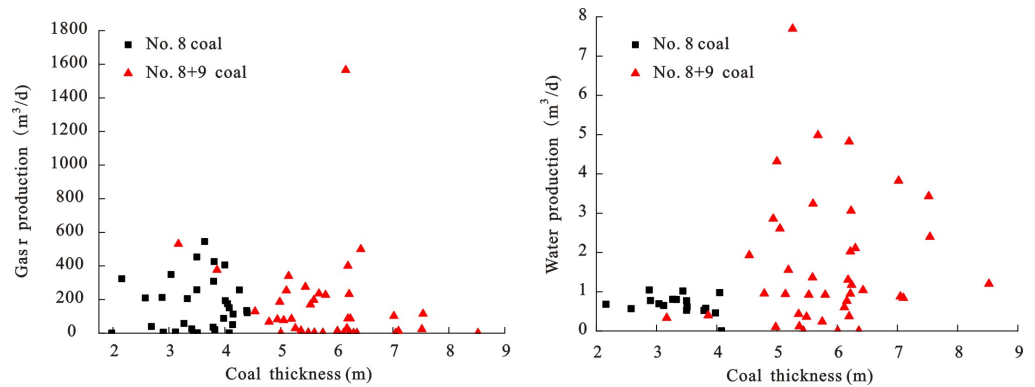 1800
1600
1400
1200
1000
800
600
400
200
0
Gasr production (m³/d)
No. 8 coal
No. 8+9 coal
2 3 4 5 6 7 8 9
Coal thickness (m)
8
7
6
5
4
3
2
1
0
Water production (m³/d)
No. 8 coal
No. 8+9 coal
2 3 4 5 6 7 8 9
Coal thickness (m)